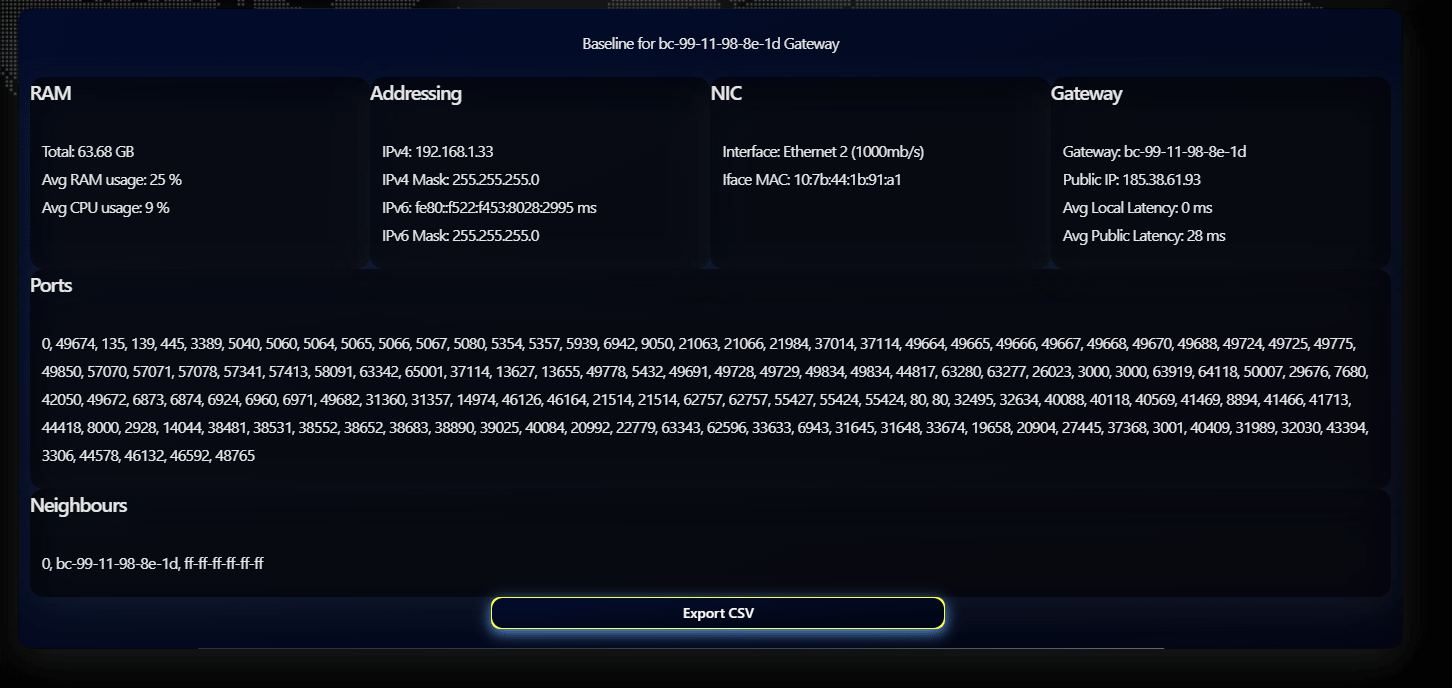 Baseline for bc-99-11-98-8e-1d Gateway
RAM
Total: 63.68 GB
Avg RAM usage: 25 %
Avg CPU usage: 9 %
Addressing
IPv4: 192.168.1.33
IPv4 Mask: 255.255.255.0
IPv6: fe80::f522:f453:8028:2995 ms
IPv6 Mask: 255.255.255.0
NIC
Interface: Ethernet 2 (1000mb/s)
Iface MAC: 10:7b:44:1b:91:a1
Gateway
Gateway: bc-99-11-98-8e-1d
Public IP: 185.38.61.93
Avg Local Latency: 0 ms
Avg Public Latency: 28 ms
Ports
0, 49674, 135, 139, 445, 3389, 5040, 5060, 5064, 5065, 5066, 5067, 5080, 5354, 5357, 5939, 6942, 9050, 21063, 21066, 21984, 37014, 37114, 49664, 49665, 49666, 49667, 49668, 49670, 49688, 49724, 49725, 49775,
49850, 57070, 57071, 57078, 57341, 57413, 58091, 63342, 65001, 37114, 13627, 13655, 49778, 5432, 49691, 49728, 49729, 49834, 49834, 44817, 63280, 63277, 26023, 3000, 3000, 63919, 64118, 50007, 29676, 7680,
42050, 49672, 6873, 6874, 6924, 6960, 6971, 49682, 31360, 31357, 14974, 46126, 46164, 21514, 21514, 62757, 62757, 55427, 55424, 55424, 80, 80, 32495, 32634, 40088, 40118, 40569, 41469, 8894, 41466, 41713,
44418, 8000, 2928, 14044, 38481, 38531, 38552, 38652, 38683, 38890, 39025, 40084, 20992, 22779, 63343, 62596, 33633, 6943, 31645, 31648, 33674, 19658, 20904, 27445, 37368, 3001, 40409, 31989, 32030, 43394,
3306, 44578, 46132, 46592, 48765
Neighbours
0, bc-99-11-98-8e-1d, ff-ff-ff-ff-ff-ff
Export CSV